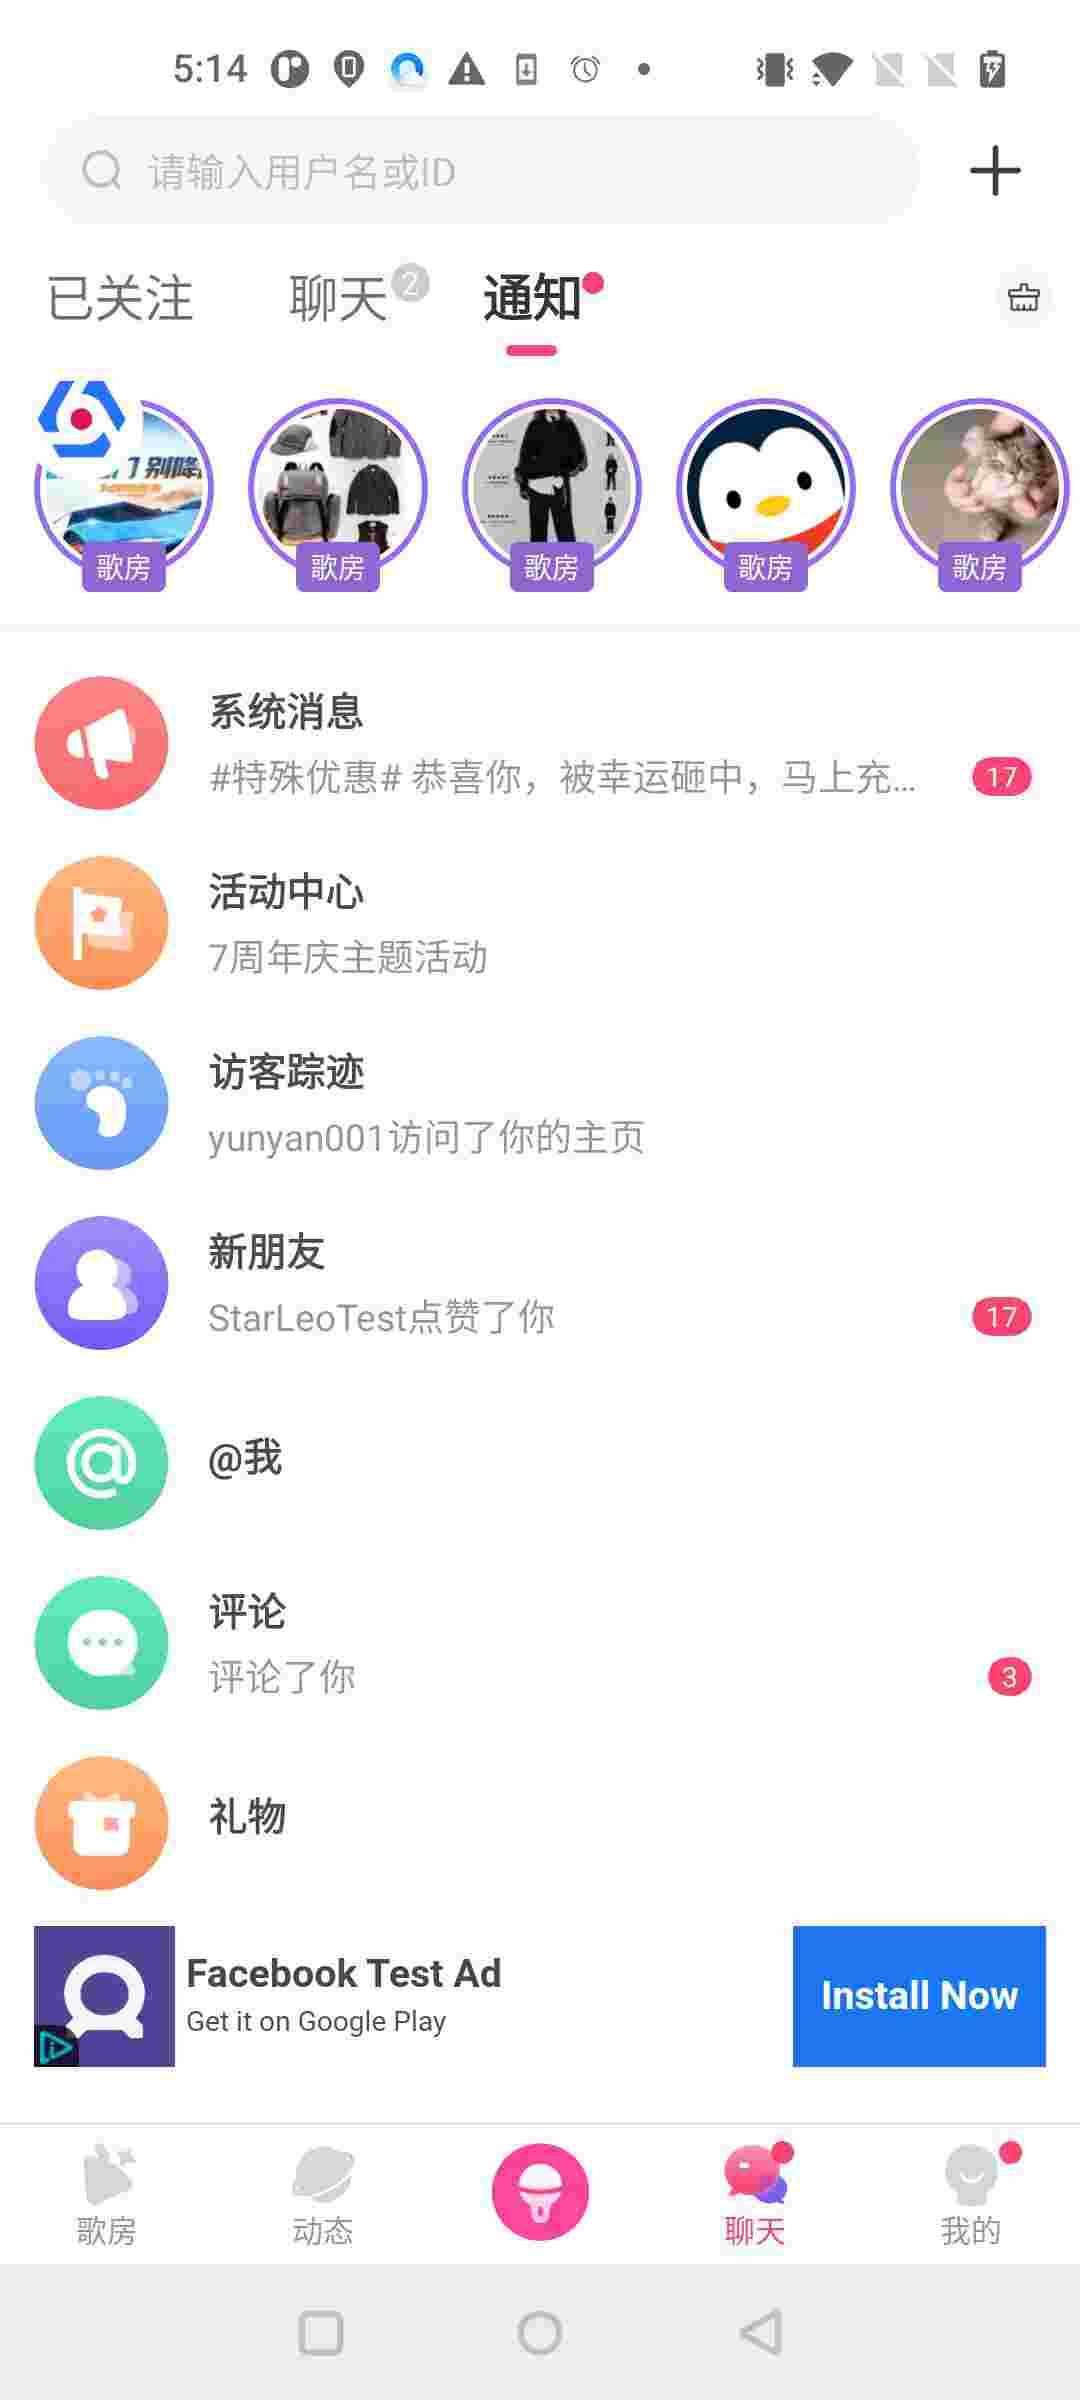 5:14
请输入用户名或ID
已关注
聊天 2
通知
歌房
歌房
歌房
歌房
歌房
系统消息
#特殊优惠# 恭喜你，被幸运砸中，马上充...
17
活动中心
7周年庆主题活动
访客踪迹
yunyan001访问了你的主页
新朋友
StarLeoTest点赞了你
17
@我
评论
评论了你
3
礼物
Facebook Test Ad
Get it on Google Play
Install Now
歌房
动态
聊天
我的